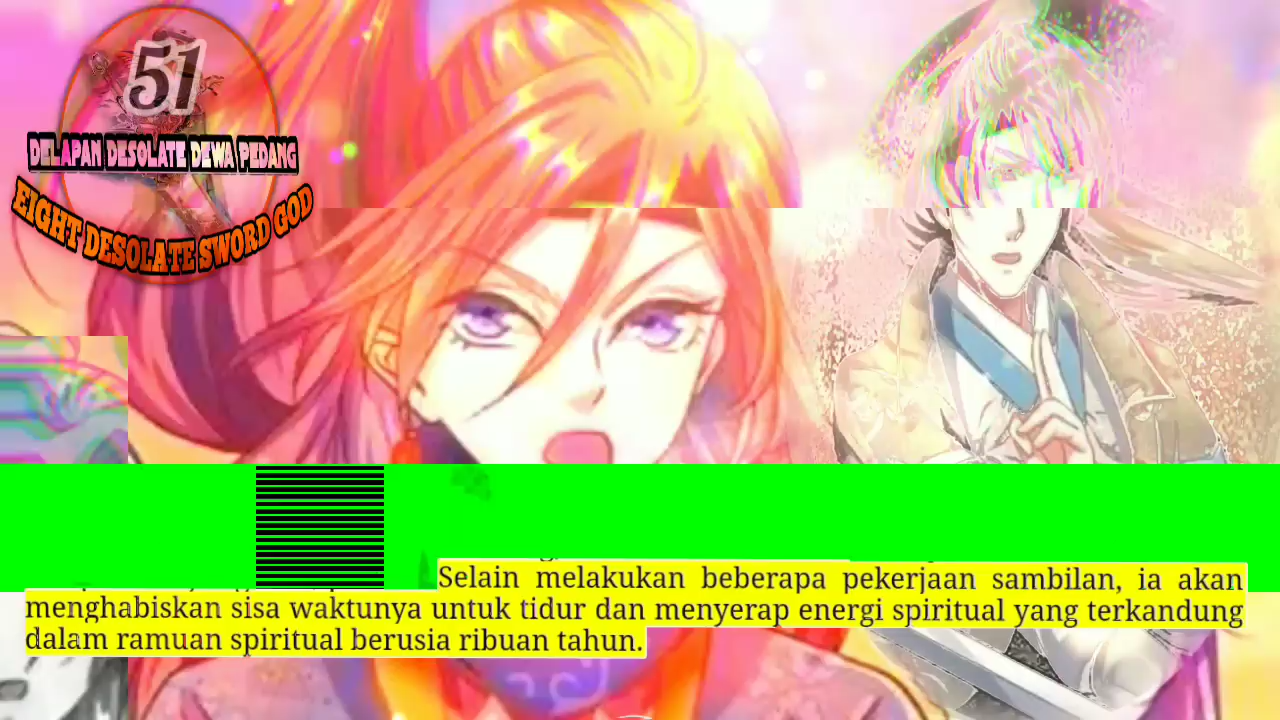 51
DELAPAN DESOLATE DEWA PEDANG
EIGHT DESOLATE SWORD GOD
Selain melakukan beberapa pekerjaan sambilan, ia akan
menghabiskan sisa waktunya untuk tidur dan menyerap energi spiritual yang terkandung
dalam ramuan spiritual berusia ribuan tahun.